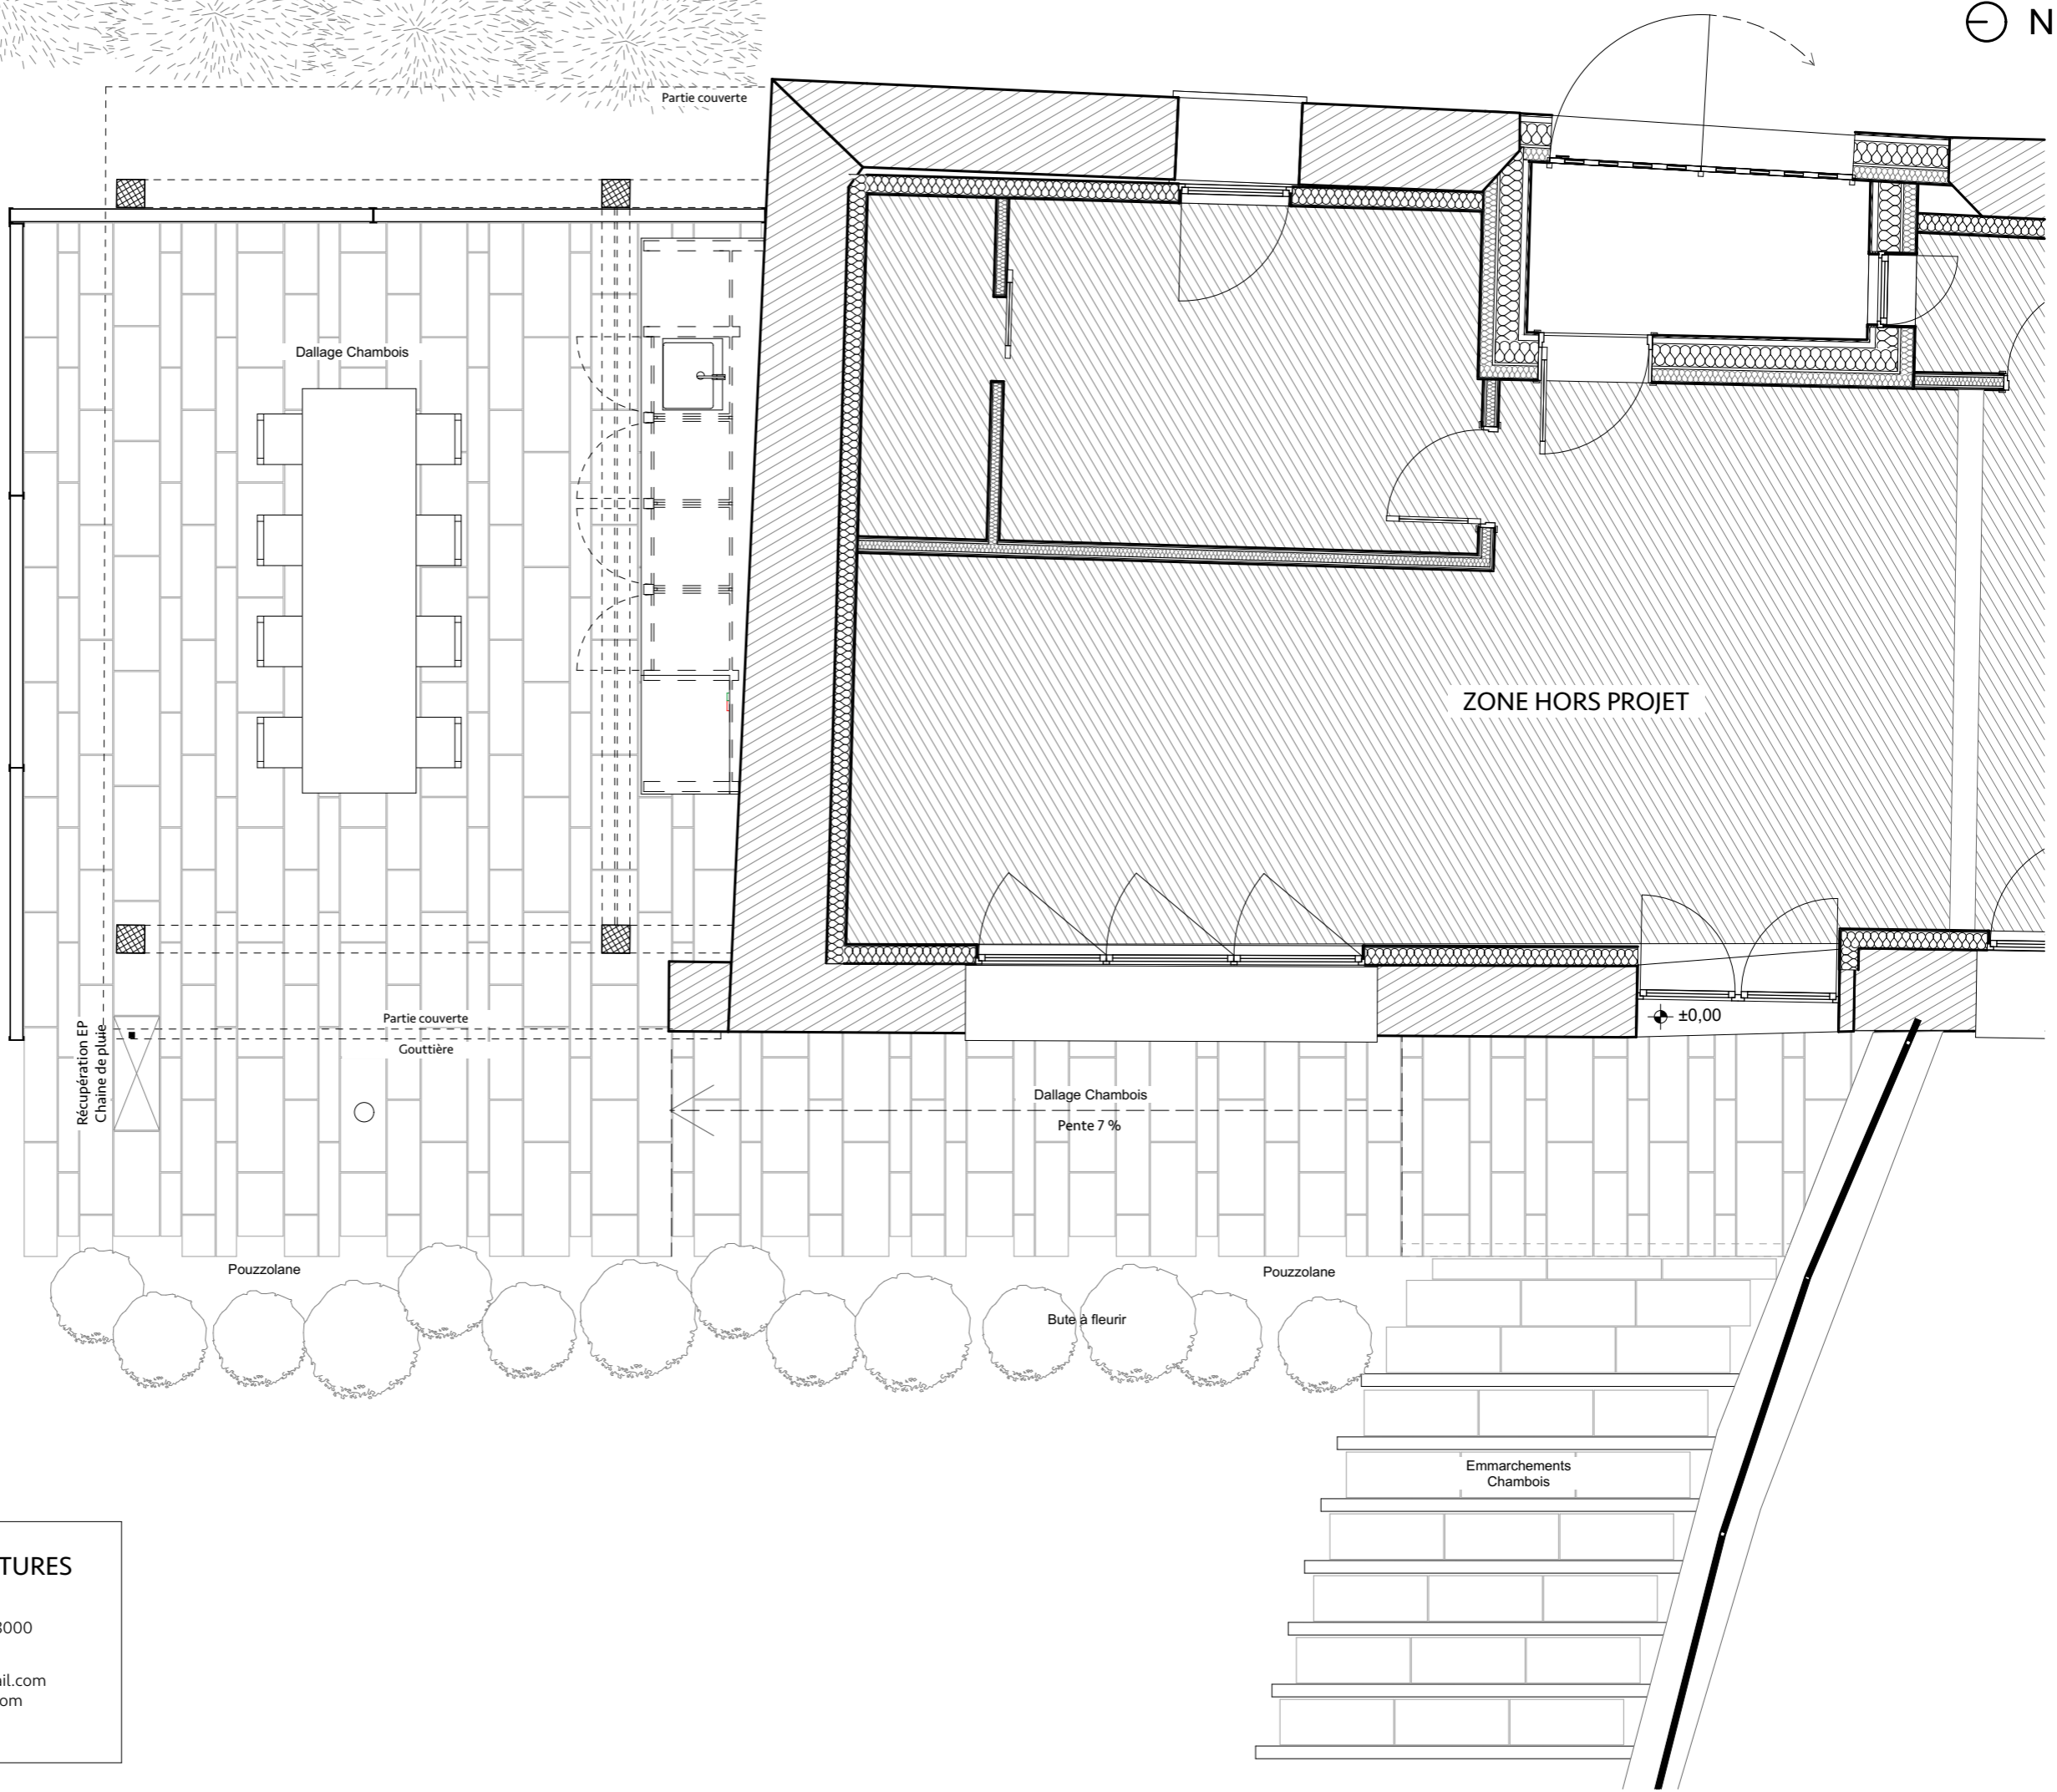 N
Partie couverte
Dallage Chambois
ZONE HORS PROJET
±0,00
Partie couverte
Gouttière
Récupération EP
Chaine de pluie
Dallage Chambois
Pente 7 %
Pouzzolane
Pouzzolane
Bute à fleurir
Emmarchements
Chambois
TURES
000
il.com
om